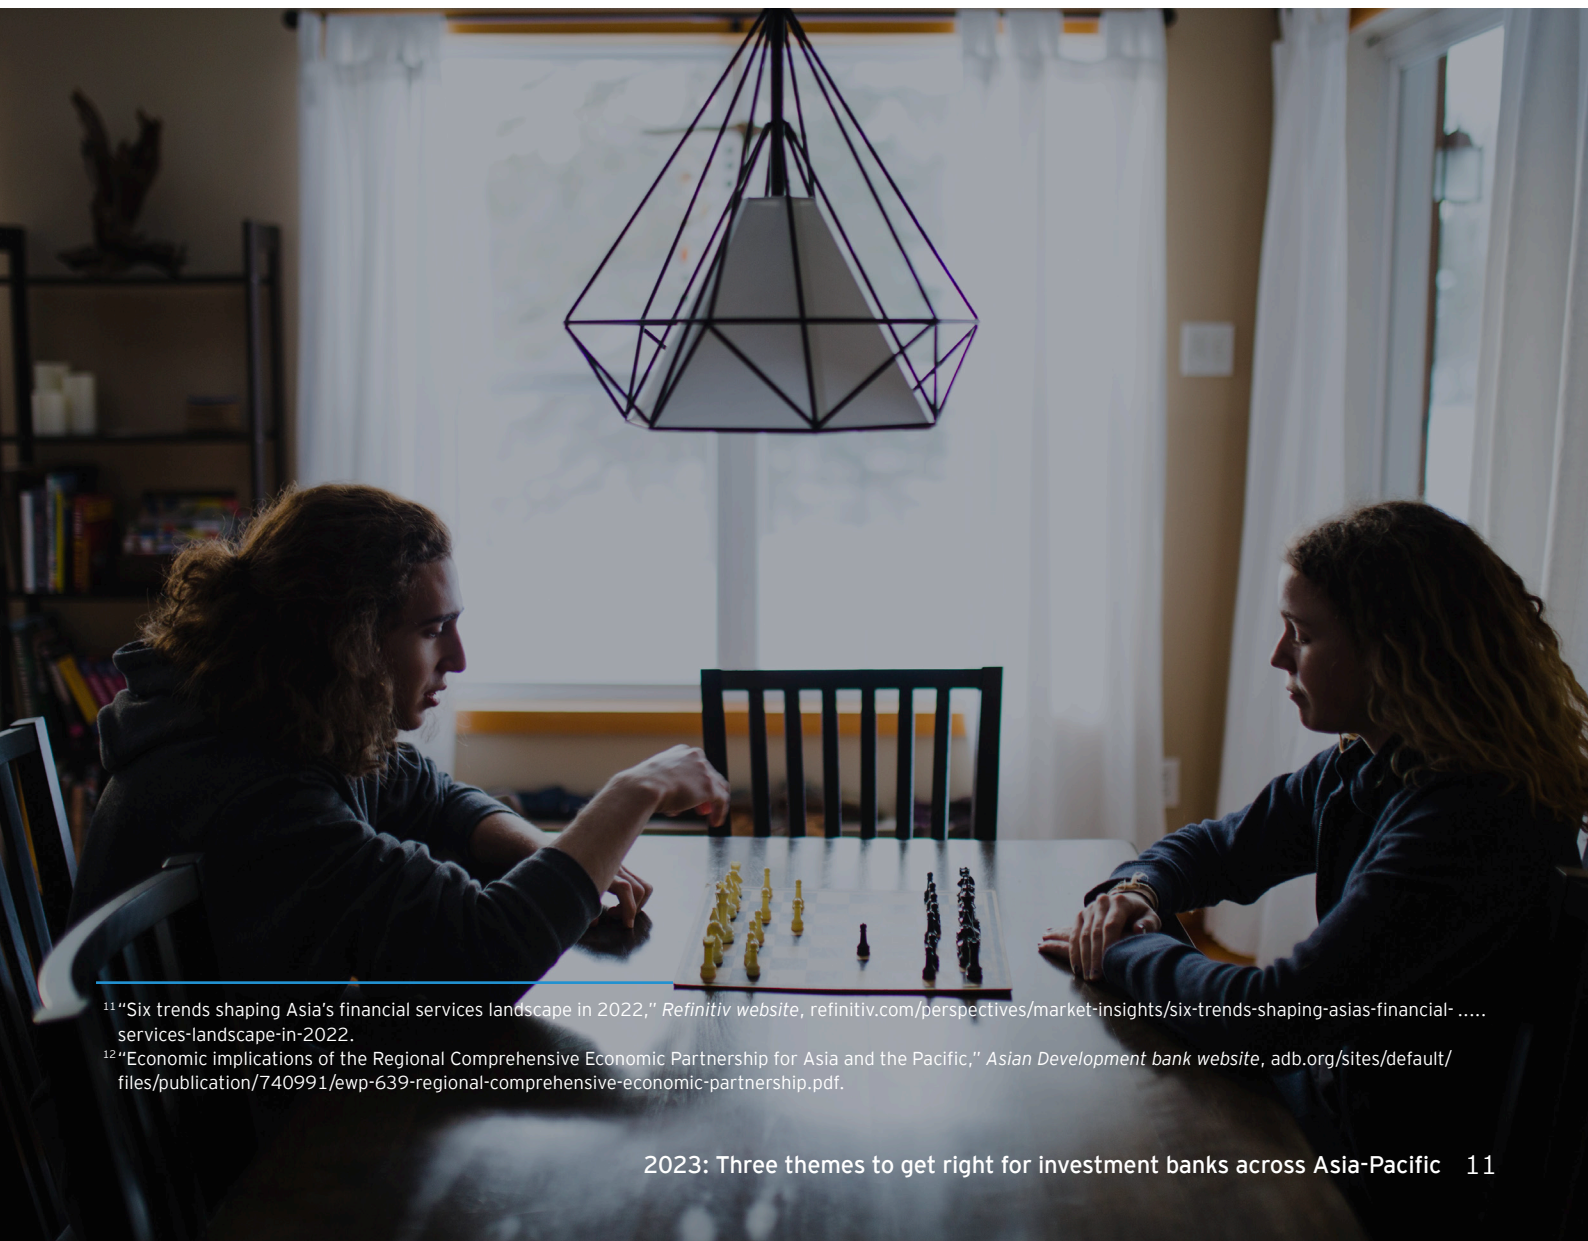 11“Six trends shaping Asia’s financial services landscape in 2022,” Refinitiv website, refinitiv.com/perspectives/market-insights/six-trends-shaping-asias-financial- .....
services-landscape-in-2022.
12“Economic implications of the Regional Comprehensive Economic Partnership for Asia and the Pacific,” Asian Development bank website, adb.org/sites/default/
files/publication/740991/ewp-639-regional-comprehensive-economic-partnership.pdf.
2023: Three themes to get right for investment banks across Asia-Pacific 11